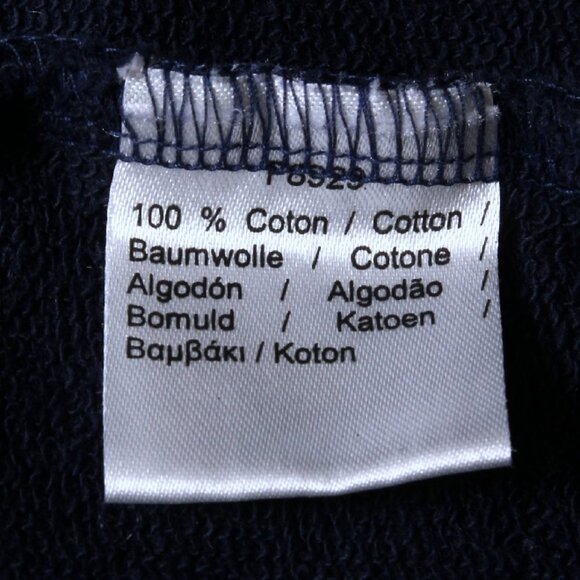 100 % Coton / Cotton /
Baumwolle / Cotone /
Algodón / Algodão /
Bomuld / Katoen /
Βαμβάκι / Koton